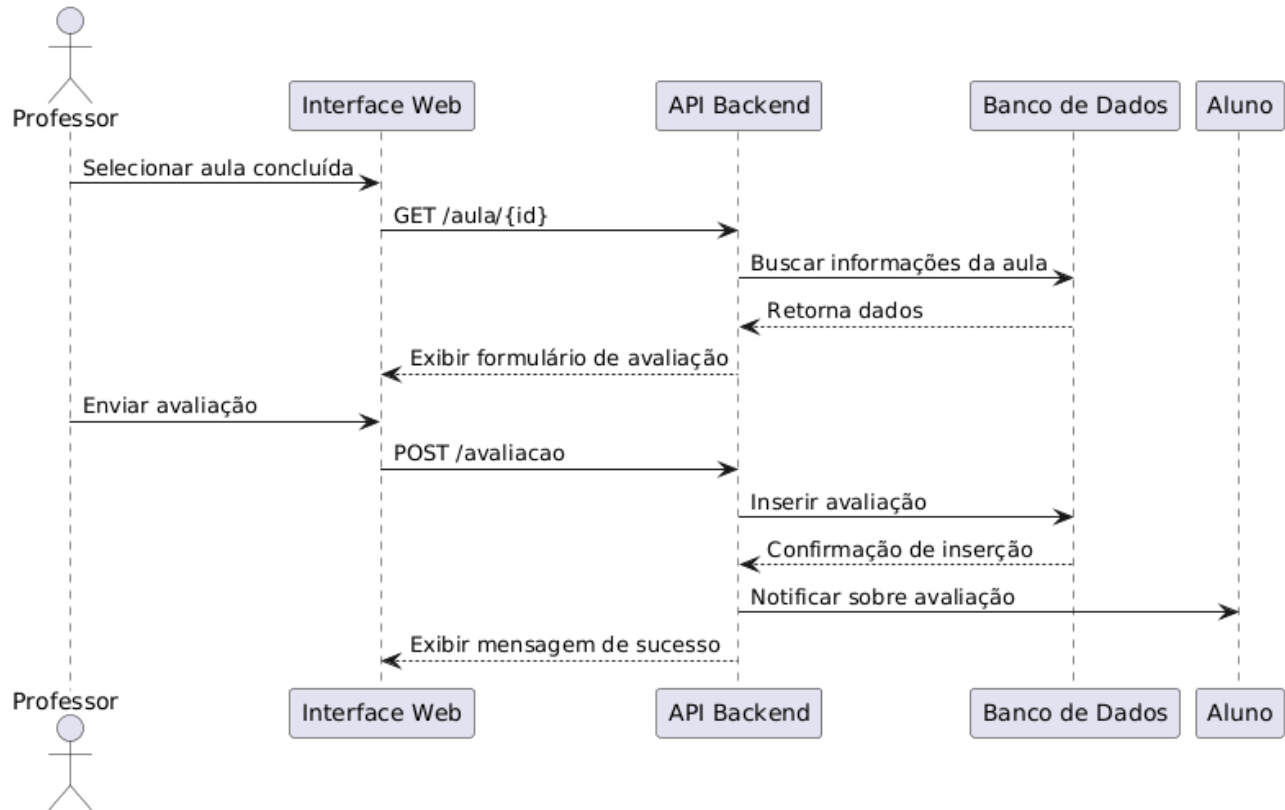 Professor
Interface Web
API Backend
Banco de Dados
Aluno
Selecionar aula concluída
GET /aula/{id}
Buscar informações da aula
Retorna dados
Exibir formulário de avaliação
Enviar avaliação
POST /avaliacao
Inserir avaliação
Confirmação de inserção
Notificar sobre avaliação
Exibir mensagem de sucesso
Professor
Interface Web
API Backend
Banco de Dados
Aluno